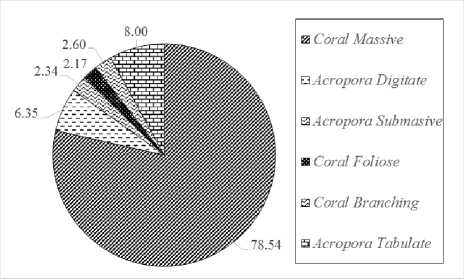 8.00
2.60
2.17
2.34
6.35
78.54
Coral Massive
Acropora Digitate
Acropora Submasive
Coral Foliose
Coral Branching
Acropora Tabulate